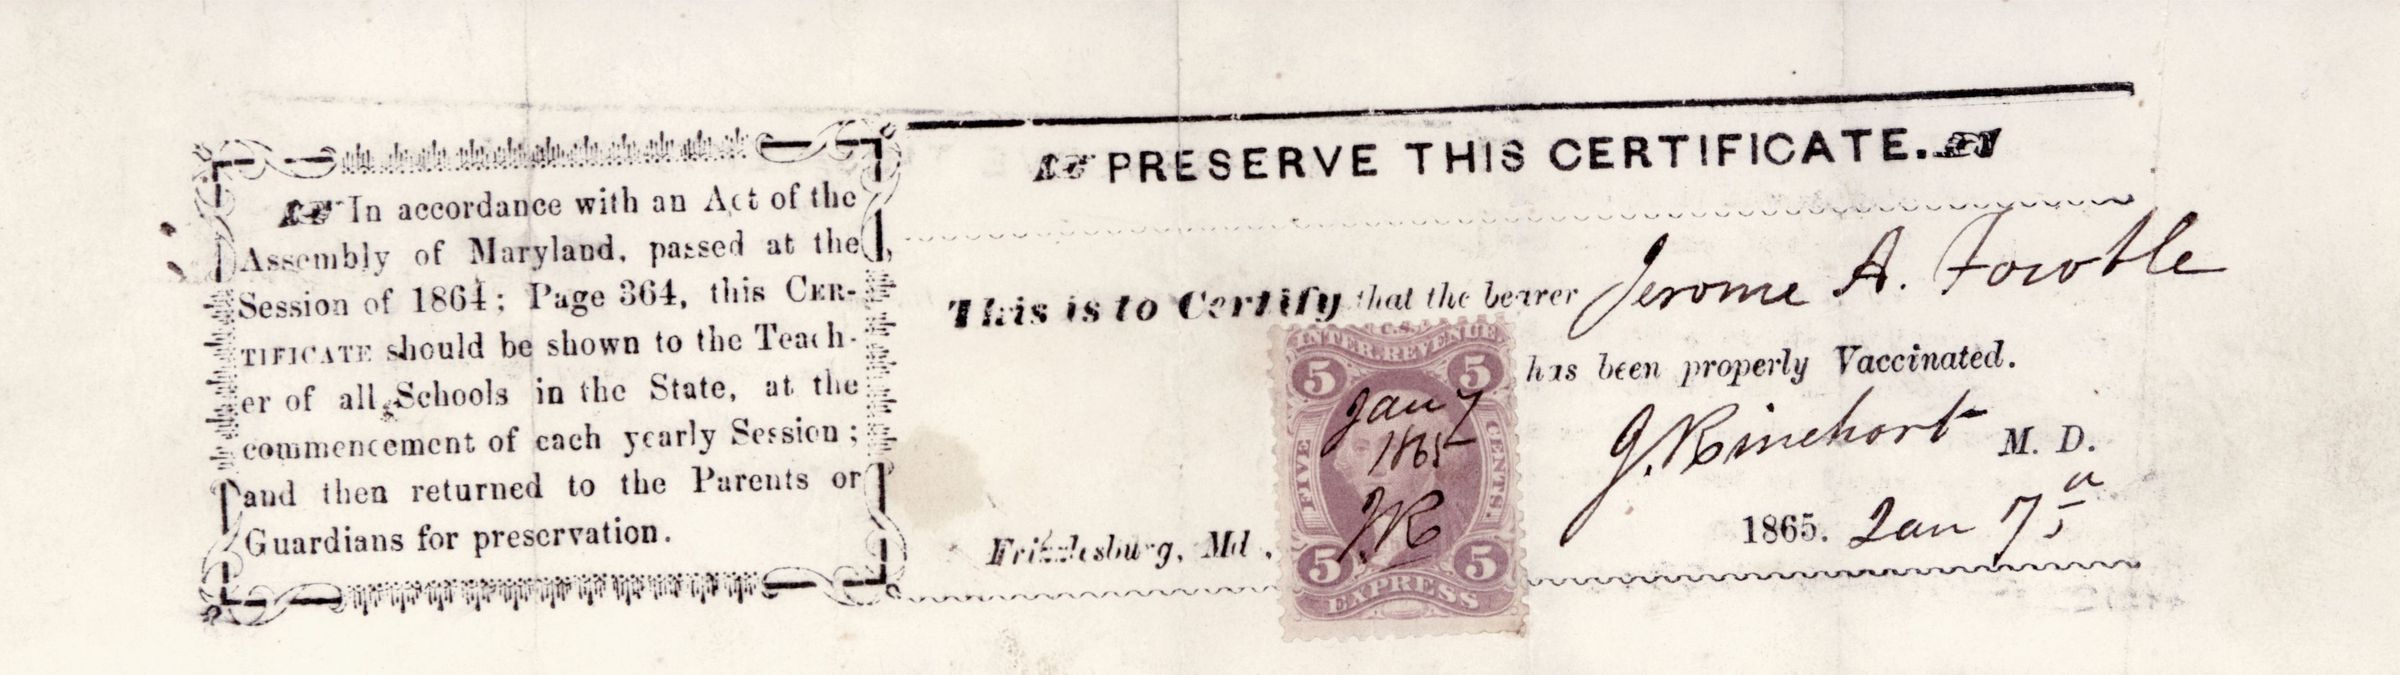 In accordance with an Act of the
Assembly of Maryland, passed at the
Session of 1864; Page 364, this CER-
TIFICATE should be shown to the Teach-
er of all Schools in the State, at the
commencement of each yearly Session;
and then returned to the Parents or
Guardians for preservation.
PRESERVE THIS CERTIFICATE.
This is to Certify that the bearer Jerome A. Fowble
has been properly Vaccinated.
J. Rinehart M. D.
Frizzlesburg, Md., 1865. Jan 7
U.S.
INTER. REVENUE
5 5
Jan 7
1865
JR
FIVE CENTS.
5 5
EXPRESS